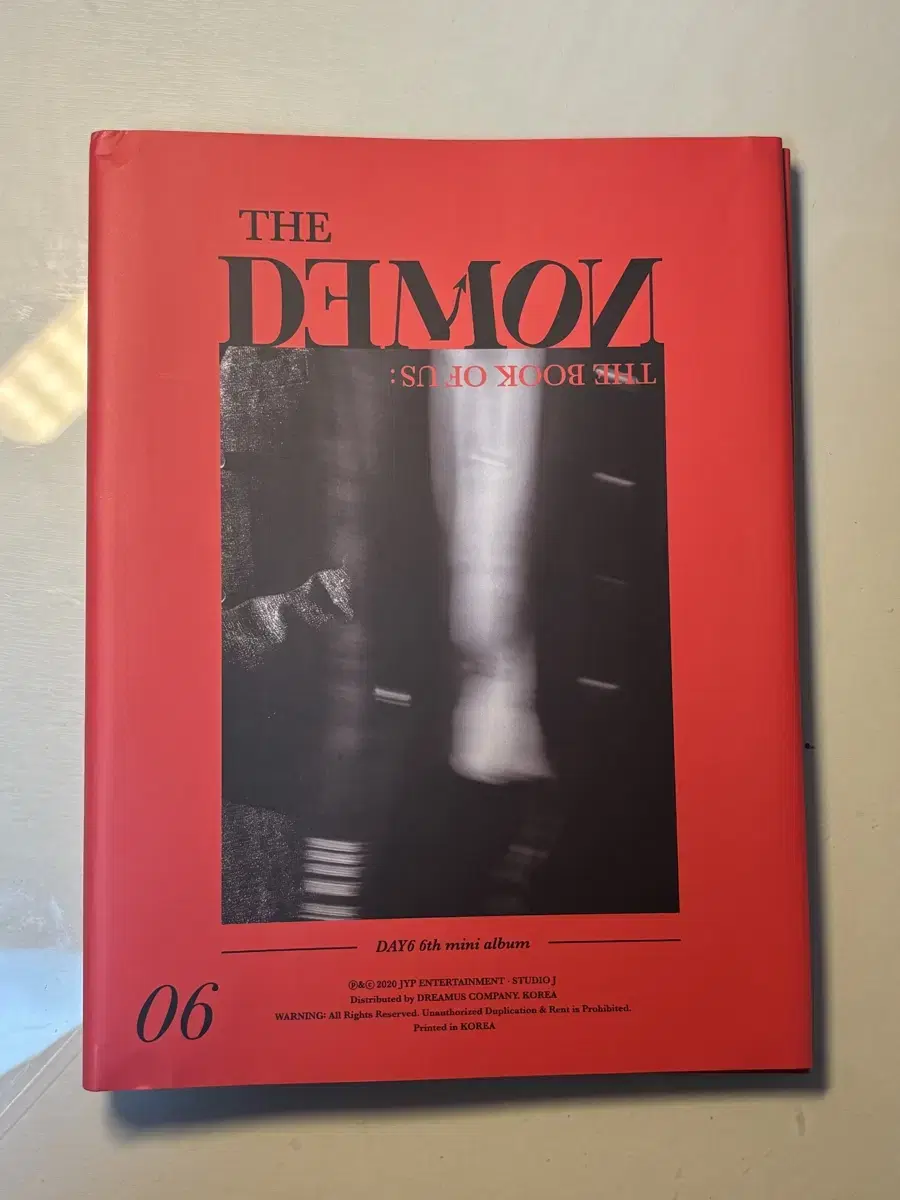 THE
DEMON
THE BOOK OF US:
DAY6 6th mini album
℗&ⓒ 2020 JYP ENTERTAINMENT · STUDIO J
Distributed by DREAMUS COMPANY. KOREA
WARNING: All Rights Reserved. Unauthorized Duplication & Rent is Prohibited.
Printed in KOREA
06